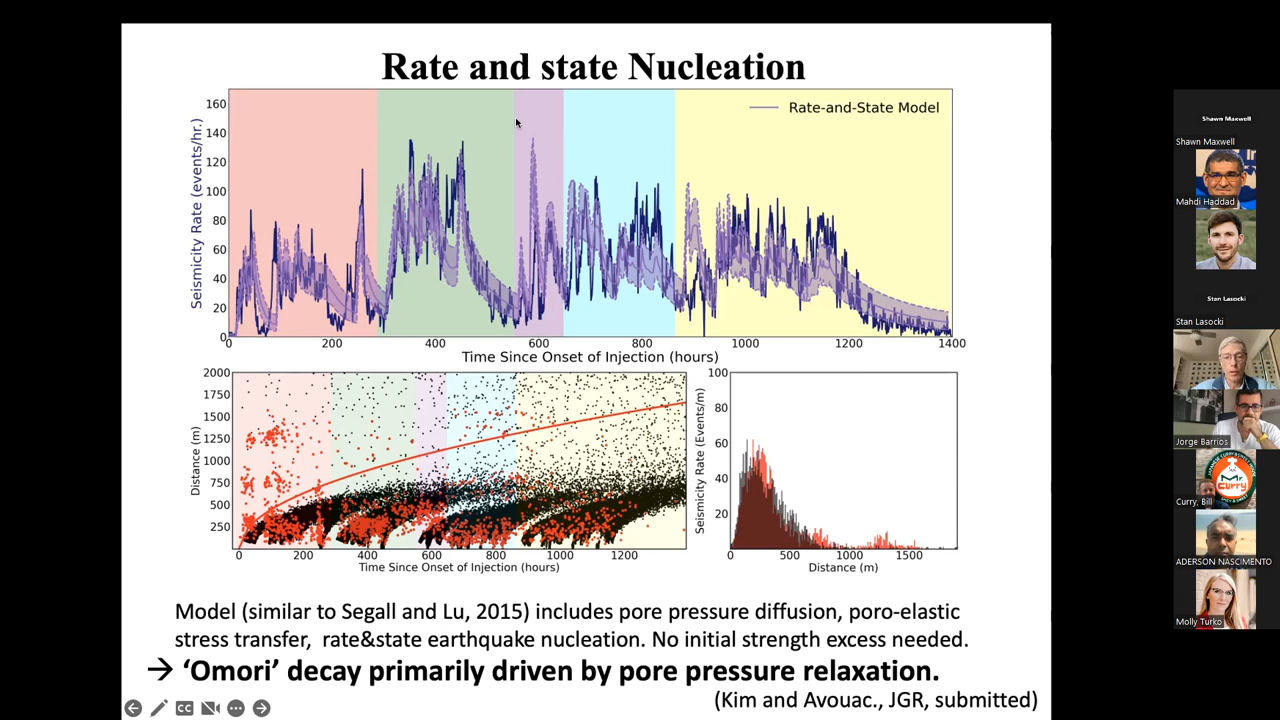 Rate and state Nucleation
Rate-and-State Model
Seismicity Rate (events/hr.)
160
140
120
100
80
60
40
20
0
0 200 400 600 800 1000 1200 1400
Time Since Onset of Injection (hours)
Distance (m)
2000
1750
1500
1250
1000
750
500
250
0 200 400 600 800 1000 1200
Time Since Onset of Injection (hours)
Seismicity Rate (Events/m)
100
80
60
40
20
0 500 1000 1500
Distance (m)
Model (similar to Segall and Lu, 2015) includes pore pressure diffusion, poro-elastic
stress transfer, rate&state earthquake nucleation. No initial strength excess needed.
→ ‘Omori’ decay primarily driven by pore pressure relaxation.
(Kim and Avouac., JGR, submitted)
CC
Shawn Maxwell
Shawn Maxwell
Mahdi Haddad
Stan Lasocki
Stan Lasocki
Jorge Barrios
Mr.
Curry
Curry, Bill
ADERSON NASCIMENTO
Molly Turko